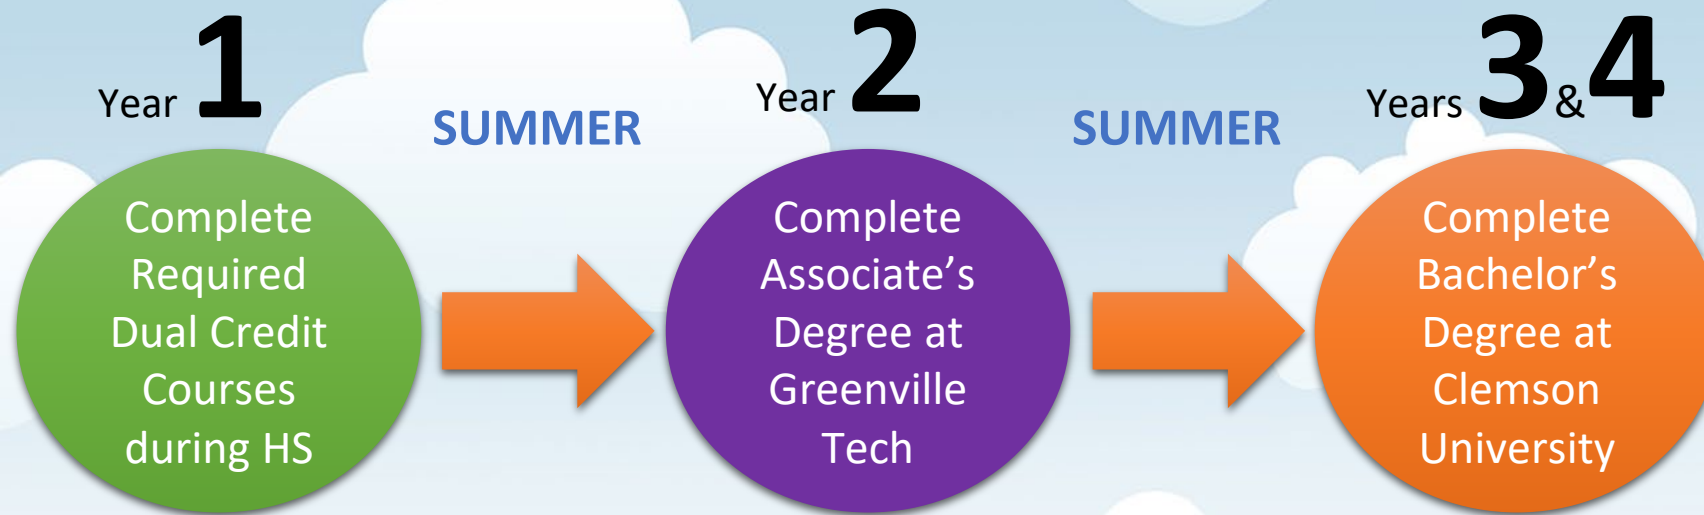 Year 1
SUMMER
Year 2
SUMMER
Years 3 & 4
Complete
Required
Dual Credit
Courses
during HS
Complete
Associate’s
Degree at
Greenville
Tech
Complete
Bachelor’s
Degree at
Clemson
University